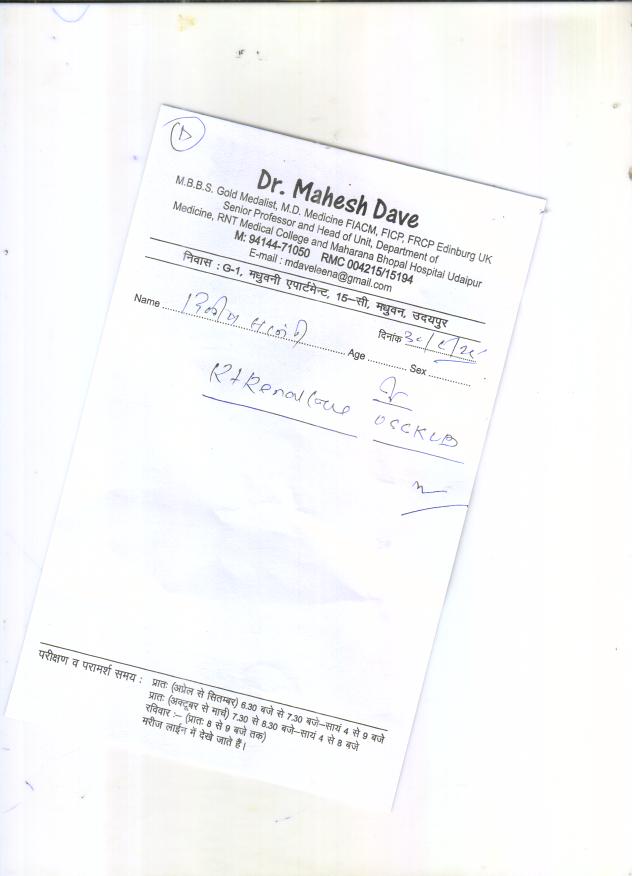 Dr. Mahesh Dave
M.B.B.S. Gold Medalist, M.D. Medicine FIACM, FICP, FRCP Edinburg UK
Senior Professor and Head of Unit, Department of
Medicine, RNT Medical College and Maharana Bhopal Hospital Udaipur
M: 94144-71050 RMC 004215/15194
E-mail : mdaveleena@gmail.com
निवास : G-1, मधुवनी एपार्टमेन्ट, 15–सी, मधुवन, उदयपुर
दिनांक
Name
Age Sex
Rt Renal
परीक्षण व परामर्श समय : प्रातः (अप्रेल से सितम्बर) 6.30 बजे से 7.30 बजे–सायं 4 से 9 बजे
प्रातः (अक्टूबर से मार्च) 7.30 से 8.30 बजे–सायं 4 से 8 बजे
रविवार :– (प्रातः 8 से 9 बजे तक)
मरीज लाईन में देखे जाते हैं।